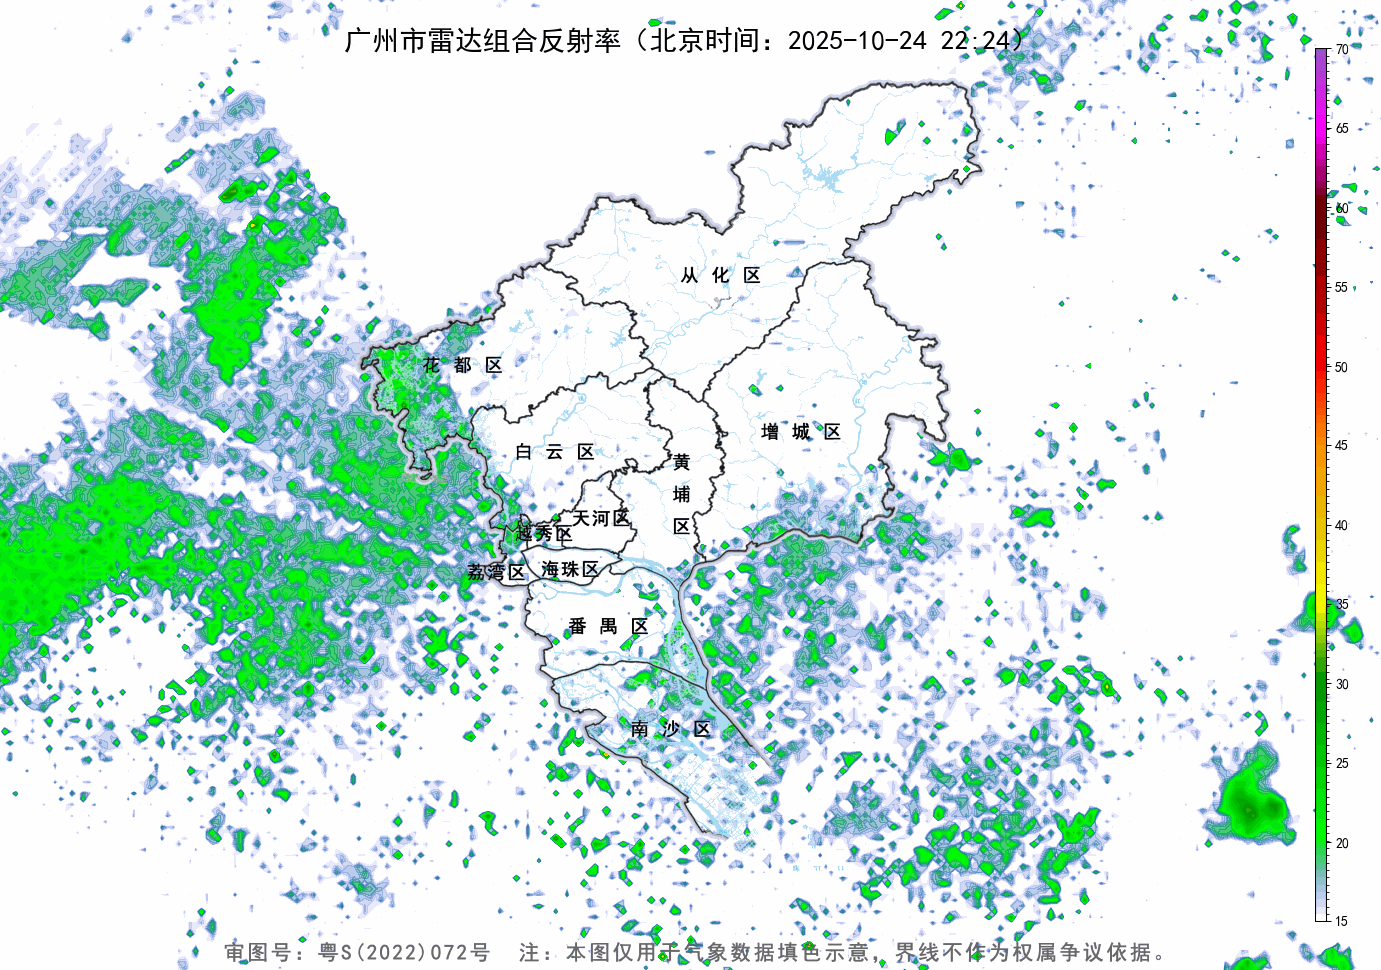 广州市雷达组合反射率（北京时间：2025-10-24 22:24）
70
65
60
55
50
45
40
35
30
25
20
15
从化区
花都区
增城区
白云区
黄埔区
天河区
越秀区
荔湾区
海珠区
番禺区
南沙区
审图号：粤S(2022)072号 注：本图仅用于气象数据填色示意，界线不作为权属争议依据。